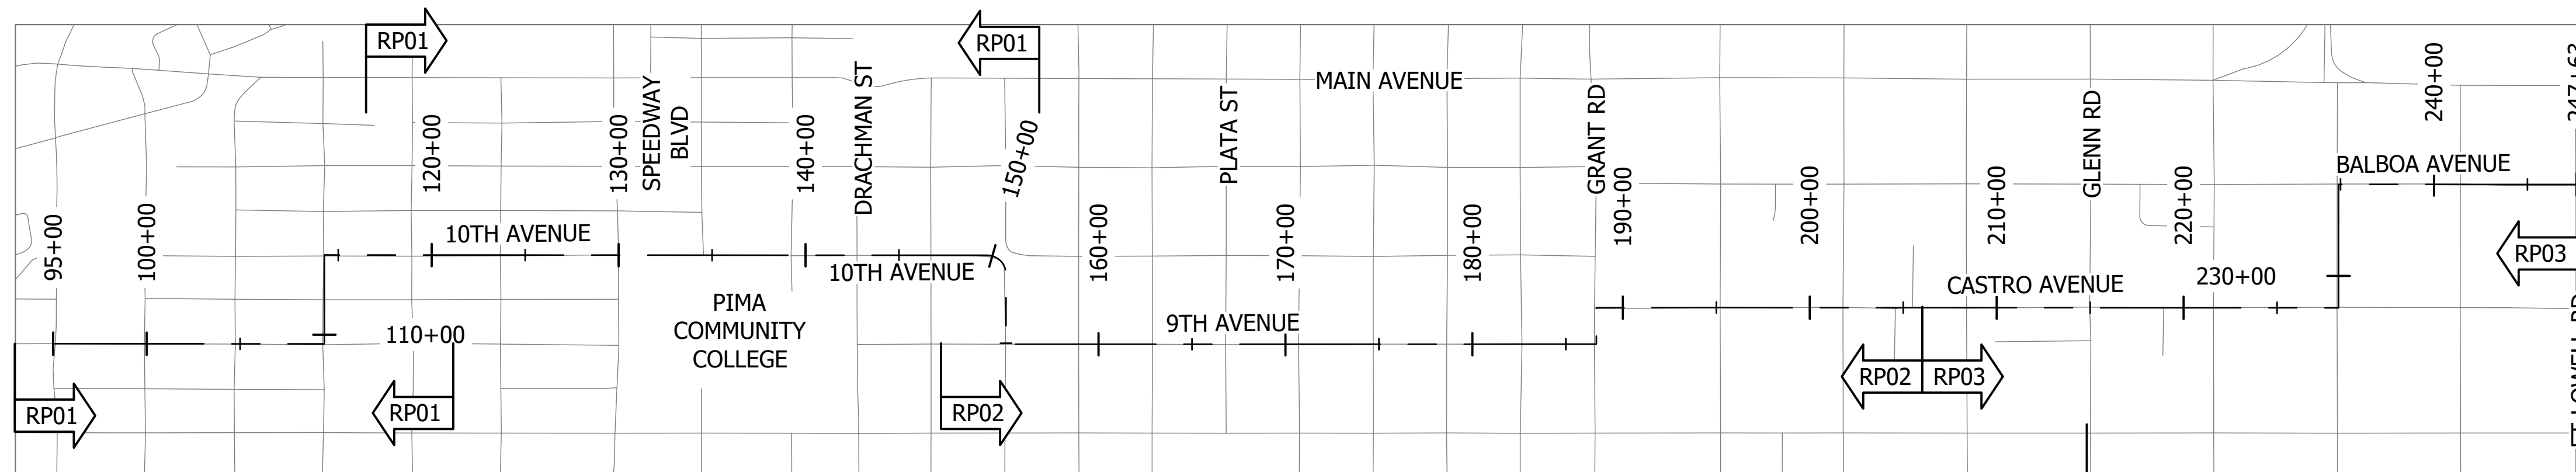 RP01
RP01
MAIN AVENUE
SPEEDWAY
BLVD
DRACHMAN ST
PLATA ST
GRANT RD
GLENN RD
240+00
247+63
BALBOA AVENUE
120+00
130+00
140+00
150+00
95+00
100+00
160+00
170+00
180+00
190+00
200+00
210+00
220+00
10TH AVENUE
10TH AVENUE
230+00
RP03
CASTRO AVENUE
PIMA
COMMUNITY
COLLEGE
110+00
9TH AVENUE
RP02
RP03
RP01
RP01
RP02
LOWELL